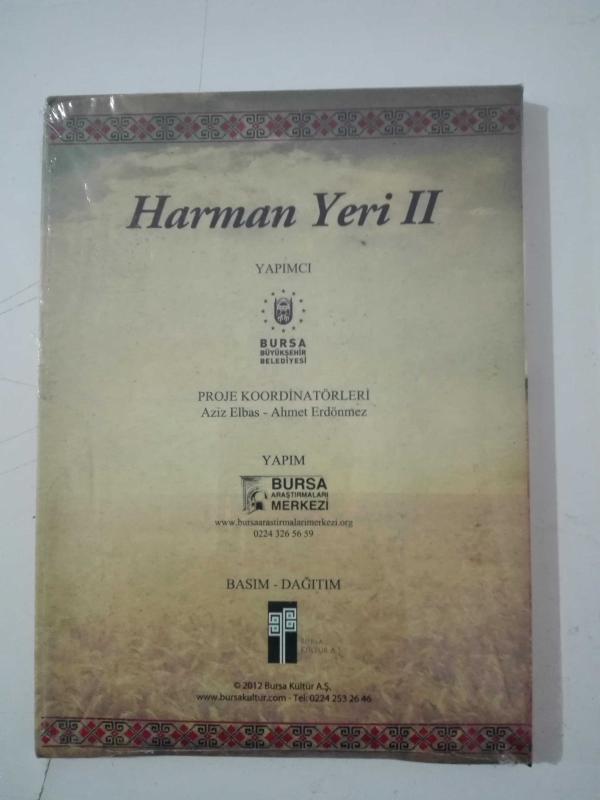 Harman Yeri II
YAPIMCI
BURSA
BÜYÜKŞEHİR
BELEDİYESİ
PROJE KOORDİNATÖRLERİ
Aziz Elbas - Ahmet Erdönmez
YAPIM
BURSA
ARAŞTIRMALARI
MERKEZİ
www.bursaarastirmalarimerkezi.org
0224 326 56 59
BASIM - DAĞITIM
BURSA
KÜLTÜR A.Ş.
© 2012 Bursa Kültür A.Ş.
www.bursakultur.com - Tel: 0224 253 26 46